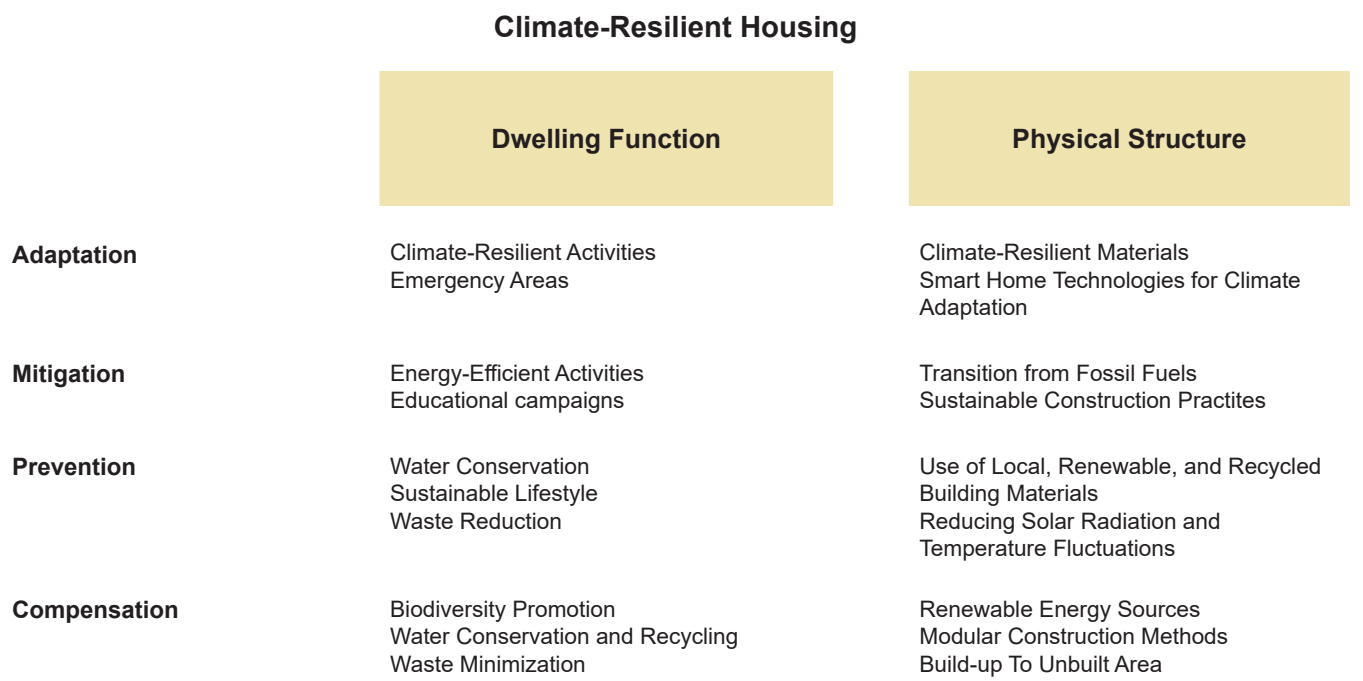 Climate-Resilient Housing
Dwelling Function
Physical Structure
Adaptation
Climate-Resilient Activities
Emergency Areas
Climate-Resilient Materials
Smart Home Technologies for Climate
Adaptation
Mitigation
Energy-Efficient Activities
Educational campaigns
Transition from Fossil Fuels
Sustainable Construction Practites
Prevention
Water Conservation
Sustainable Lifestyle
Waste Reduction
Use of Local, Renewable, and Recycled
Building Materials
Reducing Solar Radiation and
Temperature Fluctuations
Compensation
Biodiversity Promotion
Water Conservation and Recycling
Waste Minimization
Renewable Energy Sources
Modular Construction Methods
Build-up To Unbuilt Area